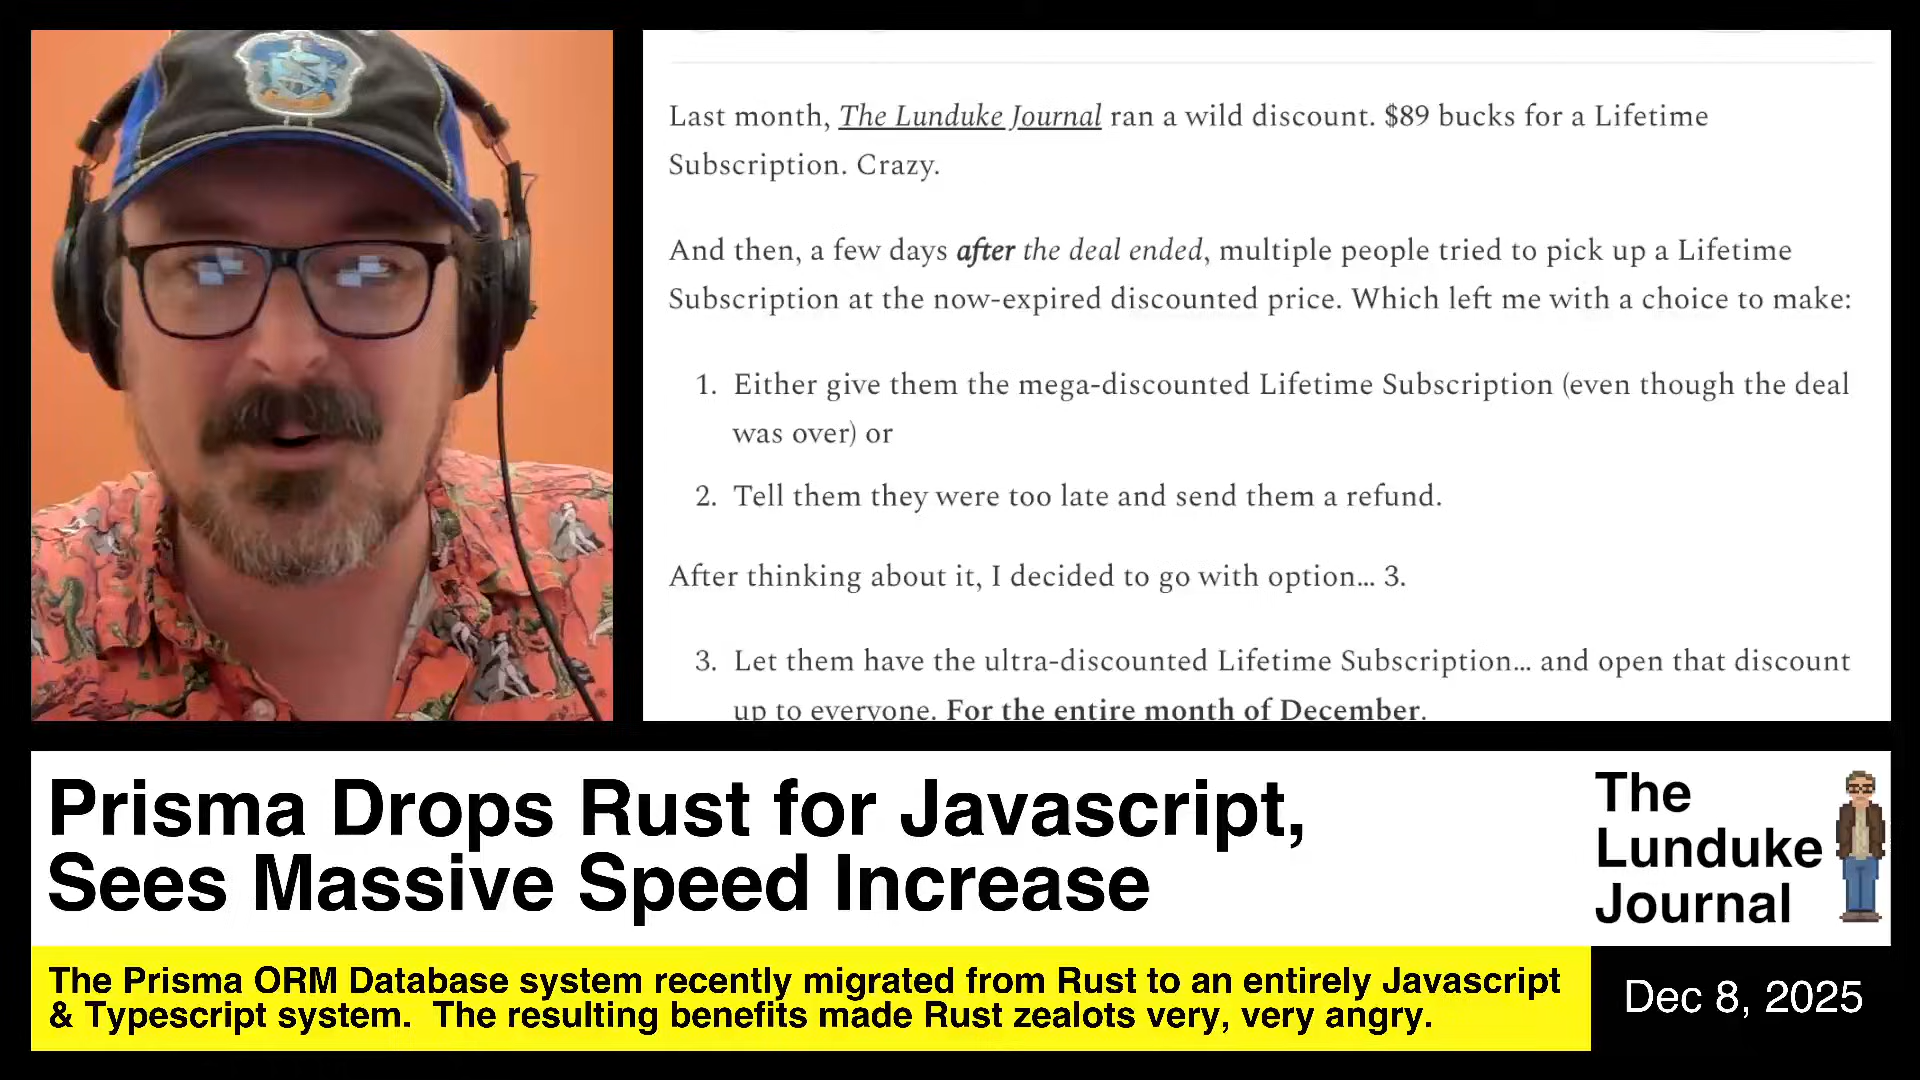 Last month, The Lunduke Journal ran a wild discount. $89 bucks for a Lifetime
Subscription. Crazy.
And then, a few days after the deal ended, multiple people tried to pick up a Lifetime
Subscription at the now-expired discounted price. Which left me with a choice to make:
1. Either give them the mega-discounted Lifetime Subscription (even though the deal
was over) or
2. Tell them they were too late and send them a refund.
After thinking about it, I decided to go with option... 3.
3. Let them have the ultra-discounted Lifetime Subscription... and open that discount
up to everyone. For the entire month of December.
Prisma Drops Rust for Javascript,
Sees Massive Speed Increase
The
Lunduke
Journal
The Prisma ORM Database system recently migrated from Rust to an entirely Javascript
& Typescript system.  The resulting benefits made Rust zealots very, very angry.
Dec 8, 2025